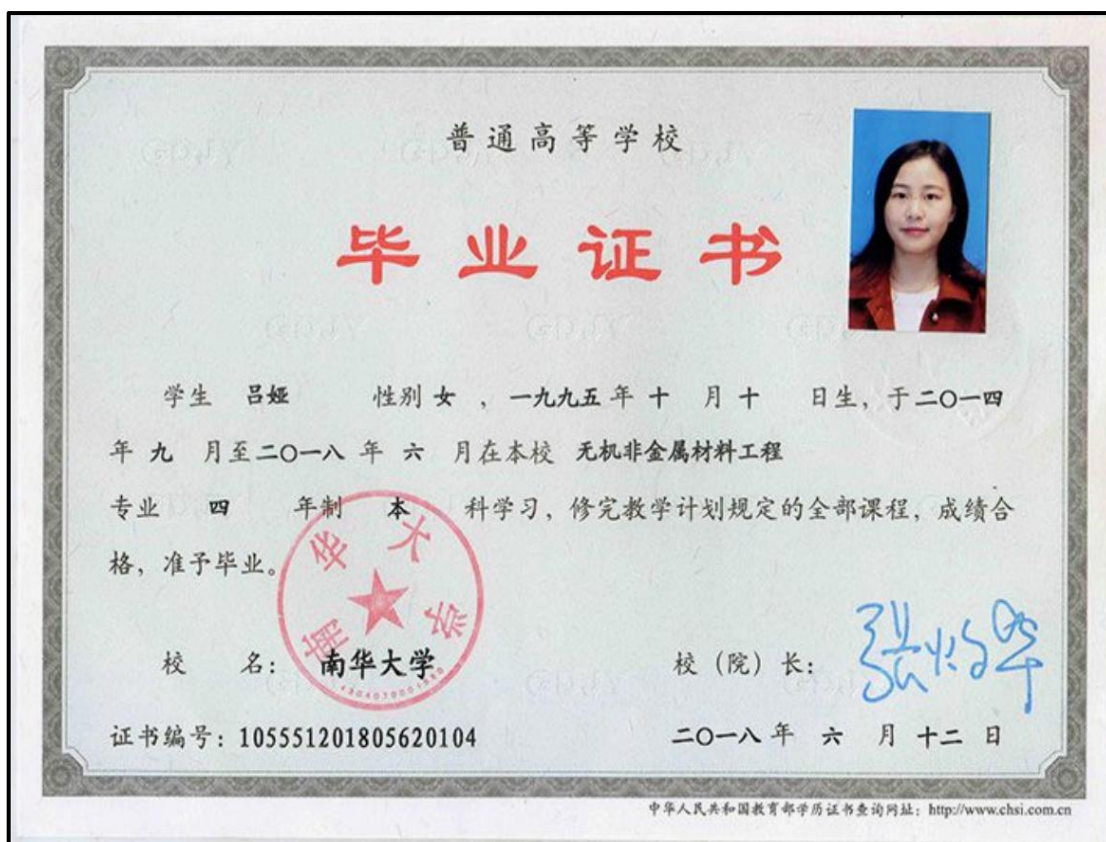 普通高等学校
毕业证书
学生 吕娅 性别 女 ，一九九五 年 十 月 十 日生，于二〇一四
年 九 月至二〇一八 年 六 月在本校 无机非金属材料工程
专业 四 年制 本 科学习，修完教学计划规定的全部课程，成绩合
格，准予毕业。
南华大学
校 名： 南华大学
校（院）长：
证书编号：105551201805620104
二〇一八 年 六 月 十二 日
中华人民共和国教育部学历证书查询网址：http://www.chsi.com.cn